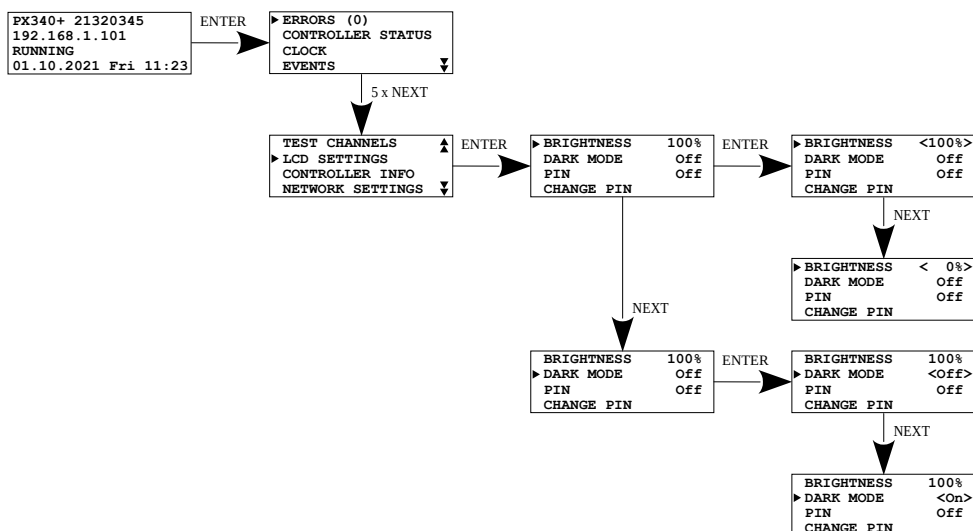 PX340+ 21320345
192.168.1.101
RUNNING
01.10.2021 Fri 11:23
ENTER
ERRORS (0)
CONTROLLER STATUS
CLOCK
EVENTS
5 x NEXT
TEST CHANNELS
LCD SETTINGS
CONTROLLER INFO
NETWORK SETTINGS
ENTER
BRIGHTNESS 100%
DARK MODE Off
PIN Off
CHANGE PIN
ENTER
BRIGHTNESS <100%>
DARK MODE Off
PIN Off
CHANGE PIN
NEXT
BRIGHTNESS < 0%>
DARK MODE Off
PIN Off
CHANGE PIN
NEXT
BRIGHTNESS 100%
DARK MODE Off
PIN Off
CHANGE PIN
ENTER
BRIGHTNESS 100%
DARK MODE <Off>
PIN Off
CHANGE PIN
NEXT
BRIGHTNESS 100%
DARK MODE <On>
PIN Off
CHANGE PIN